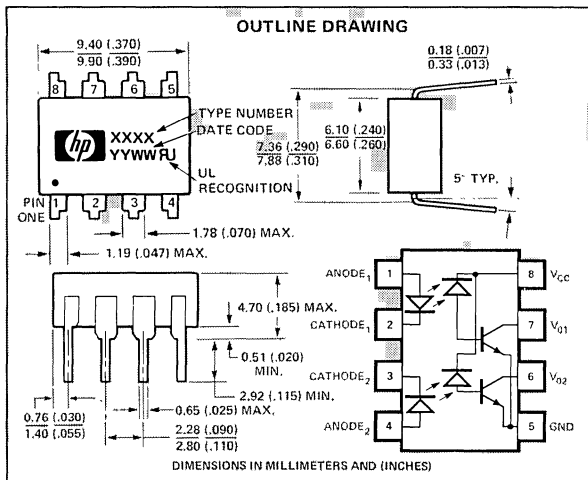 OUTLINE DRAWING
9.40 (.370)
9.90 (.390)
8 7 6 5
hp
XXXX
YYWW RU
TYPE NUMBER
DATE CODE
UL
RECOGNITION
PIN
ONE
1 2 3 4
1.78 (.070) MAX.
1.19 (.047) MAX.
0.18 (.007)
0.33 (.013)
7.36 (.290)
7.88 (.310)
6.10 (.240)
6.60 (.260)
5° TYP.
4.70 (.185) MAX.
0.51 (.020)
MIN.
2.92 (.115) MIN.
0.76 (.030)
1.40 (.055)
0.65 (.025) MAX.
2.28 (.090)
2.80 (.110)
ANODE1 1
8 VCC
CATHODE1 2
7 V01
CATHODE2 3
6 V02
ANODE2 4
5 GND
DIMENSIONS IN MILLIMETERS AND (INCHES)